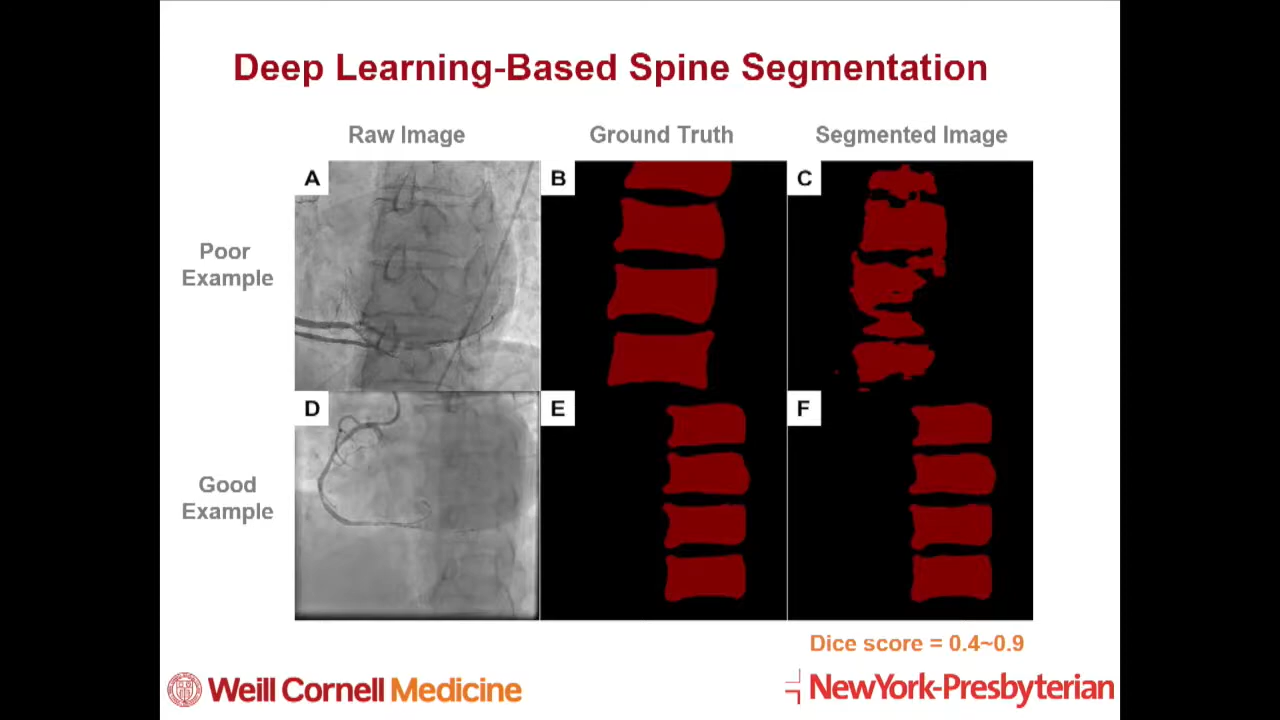 Deep Learning-Based Spine Segmentation
Raw Image
Ground Truth
Segmented Image
A
B
C
Poor
Example
D
E
F
Good
Example
Dice score = 0.4~0.9
Weill Cornell Medicine
NewYork-Presbyterian